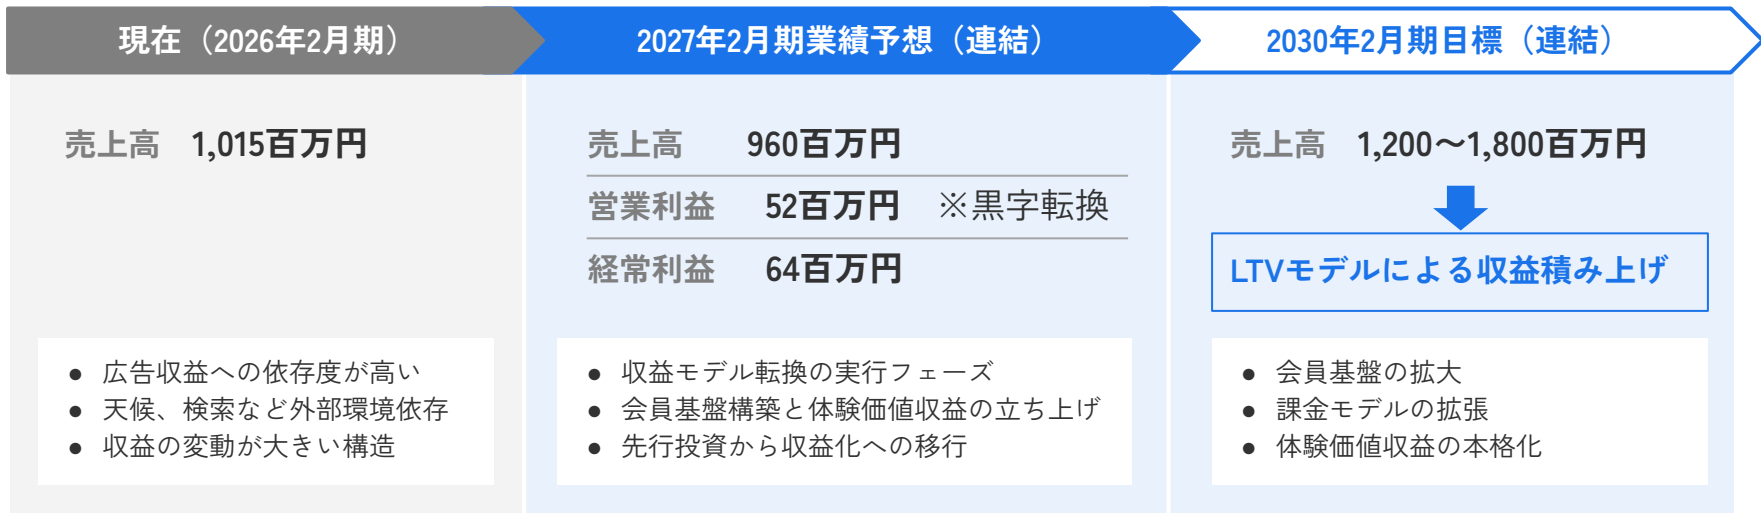 現在（2026年2月期）
売上高 1,015百万円
● 広告収益への依存度が高い
● 天候、検索など外部環境依存
● 収益の変動が大きい構造
2027年2月期業績予想（連結）
売上高 960百万円
営業利益 52百万円 ※黒字転換
経常利益 64百万円
● 収益モデル転換の実行フェーズ
● 会員基盤構築と体験価値収益の立ち上げ
● 先行投資から収益化への移行
2030年2月期目標（連結）
売上高 1,200〜1,800百万円
LTVモデルによる収益積み上げ
● 会員基盤の拡大
● 課金モデルの拡張
● 体験価値収益の本格化